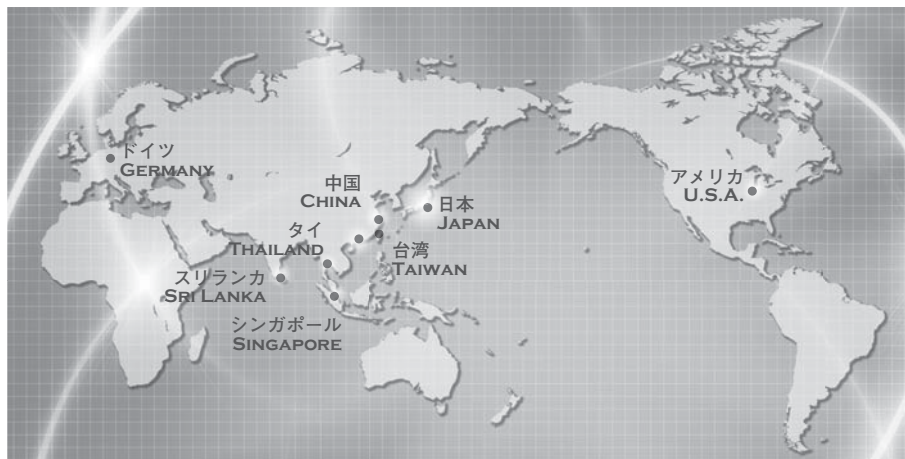 ドイツ
GERMANY
中国
CHINA
日本
JAPAN
アメリカ
U.S.A.
タイ
THAILAND
台湾
TAIWAN
スリランカ
SRI LANKA
シンガポール
SINGAPORE